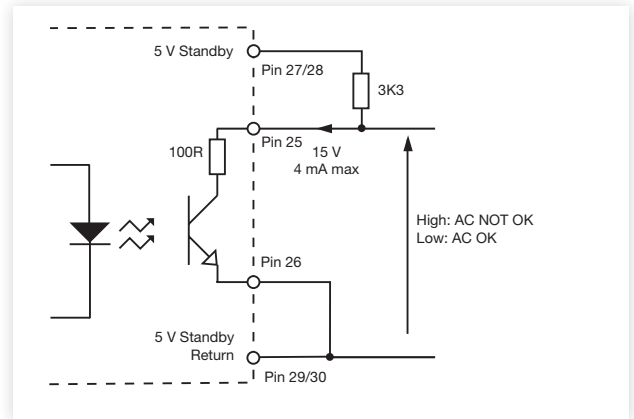 5 V Standby
Pin 27/28
3K3
Pin 25
100R
15 V
4 mA max
High: AC NOT OK
Low: AC OK
Pin 26
5 V Standby
Return
Pin 29/30